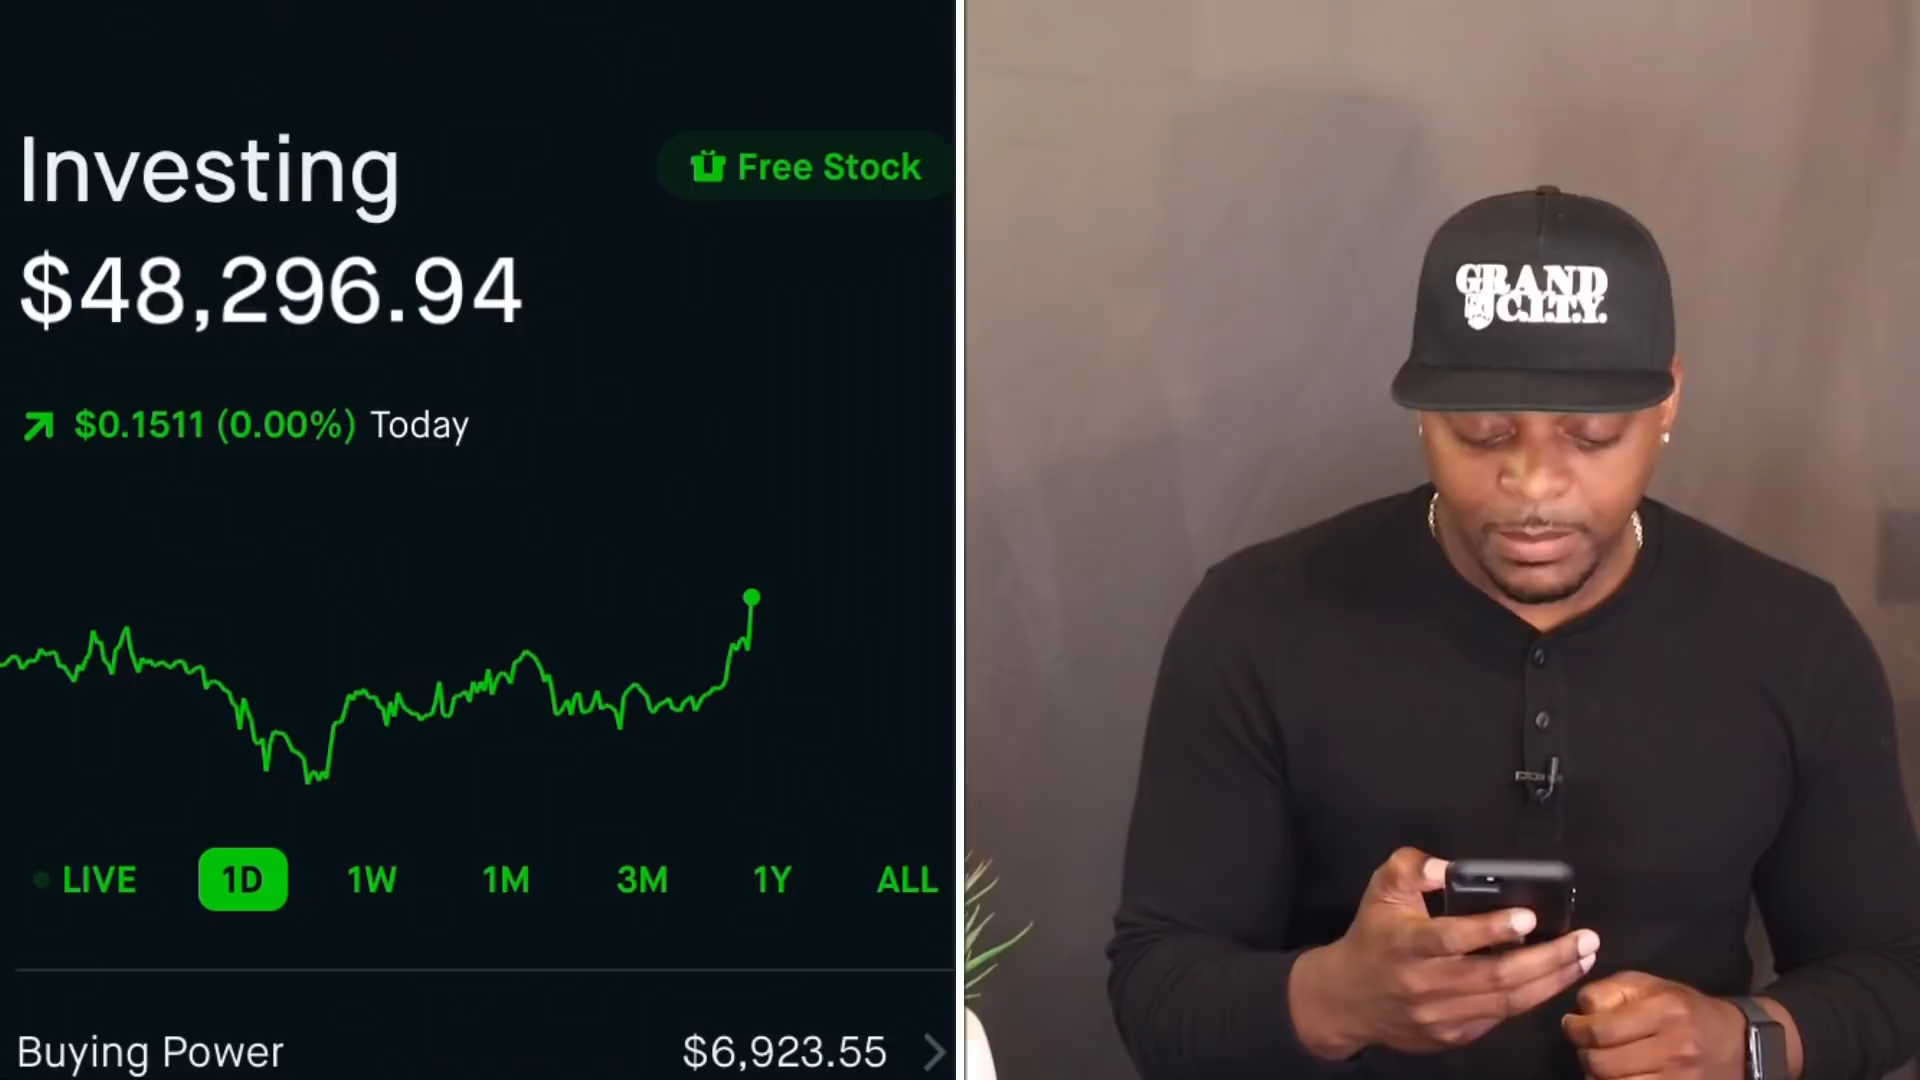 Investing
Free Stock
$48,296.94
$0.1511 (0.00%) Today
LIVE 1D 1W 1M 3M 1Y ALL
Buying Power $6,923.55
GRAND
C.I.T.Y.